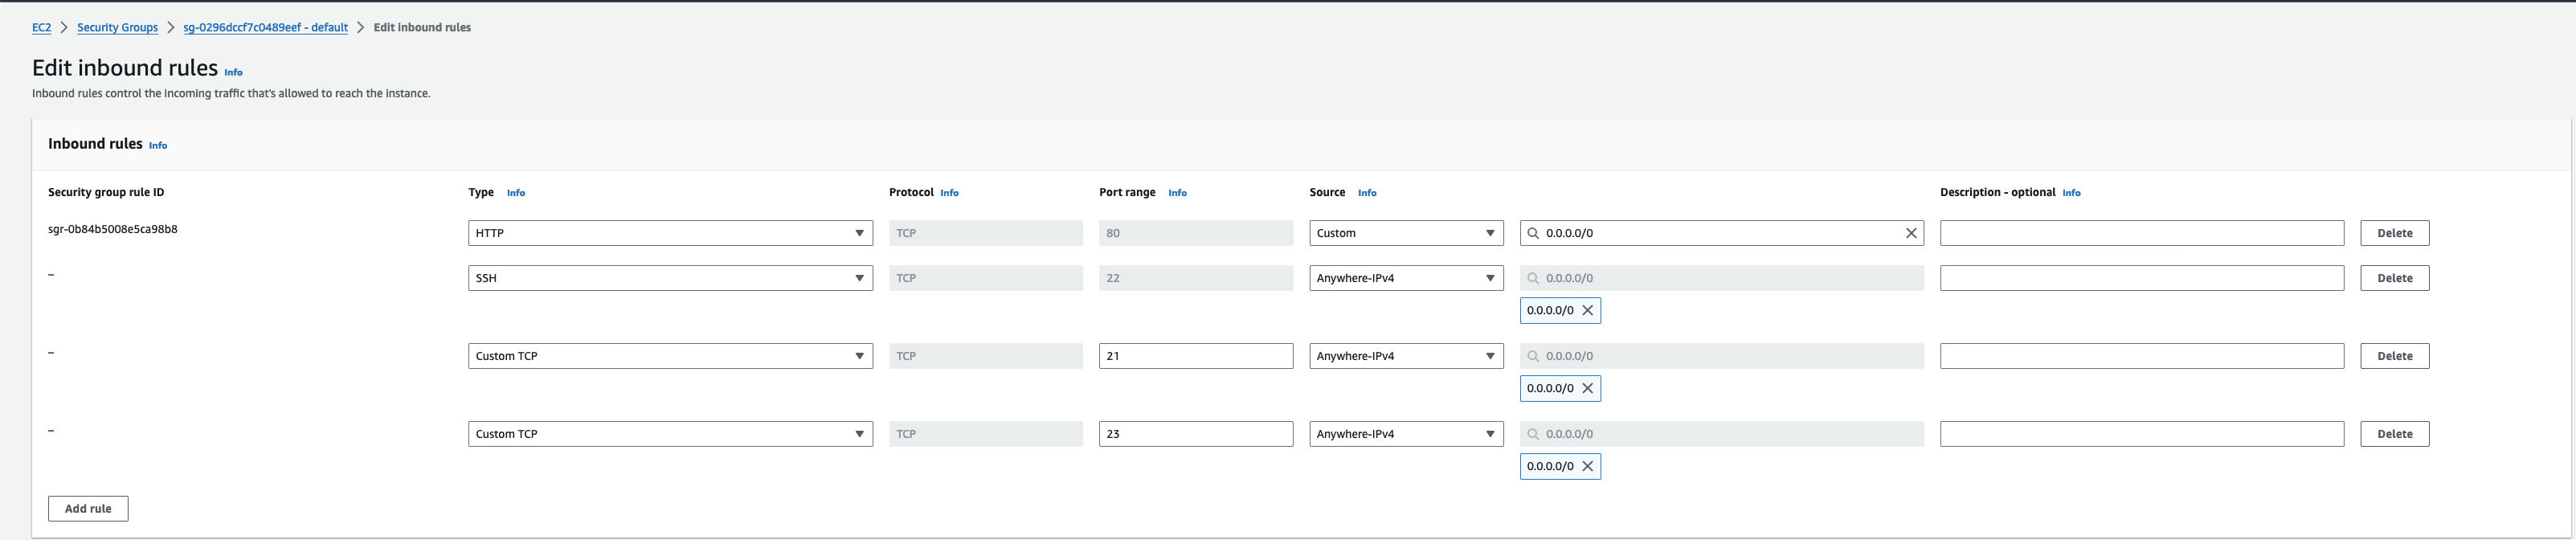 EC2 > Security Groups > sg-0296dccf7c0489eef - default > Edit inbound rules
Edit inbound rules Info
Inbound rules control the incoming traffic that's allowed to reach the instance.
Inbound rules Info
Security group rule ID Type Info Protocol Info Port range Info Source Info Description - optional Info
sgr-0b84b5008e5ca98b8 HTTP TCP 80 Custom 0.0.0.0/0 Delete
– SSH TCP 22 Anywhere-IPv4 0.0.0.0/0 Delete
0.0.0.0/0
– Custom TCP TCP 21 Anywhere-IPv4 0.0.0.0/0 Delete
0.0.0.0/0
– Custom TCP TCP 23 Anywhere-IPv4 0.0.0.0/0 Delete
0.0.0.0/0
Add rule